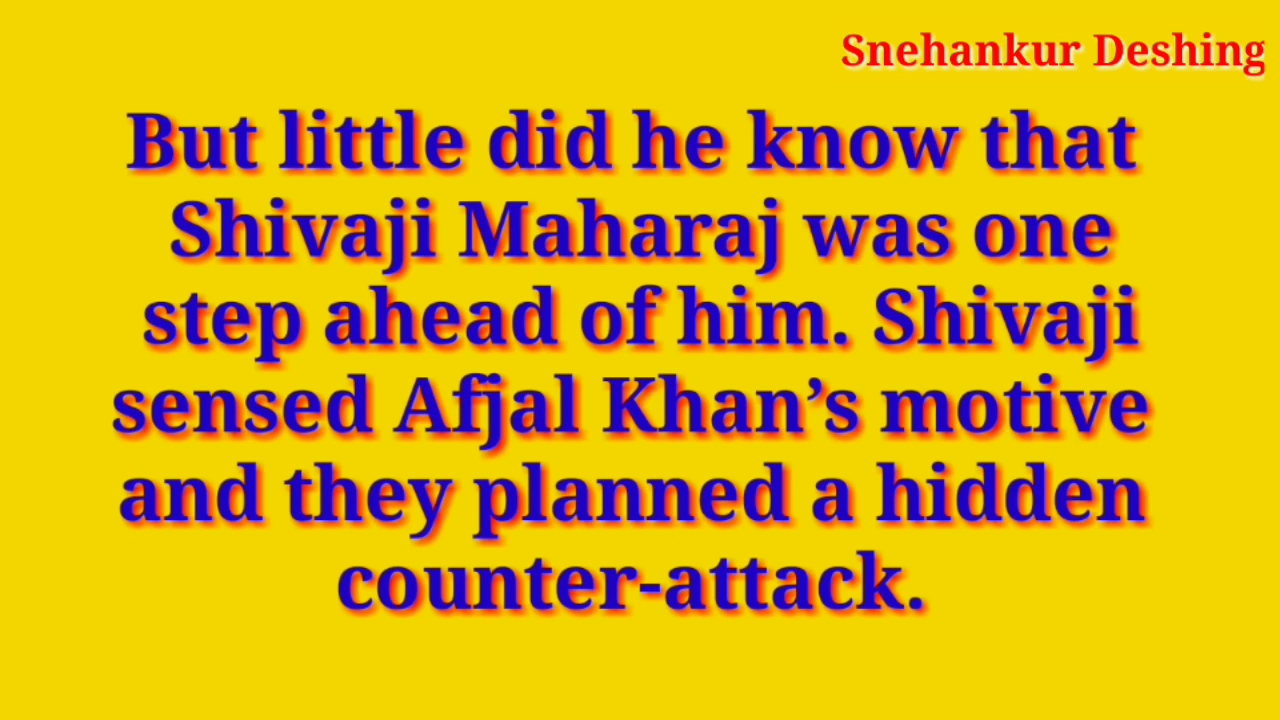 Snehankur Deshing
But little did he know that
Shivaji Maharaj was one
step ahead of him. Shivaji
sensed Afjal Khan’s motive
and they planned a hidden
counter-attack.